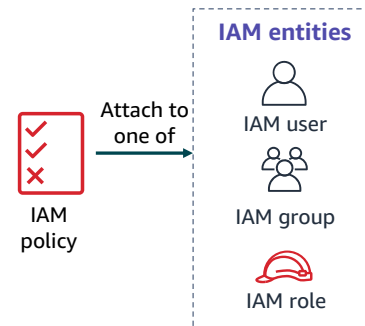 IAM entities
Attach to
one of
IAM user
IAM policy
IAM group
IAM role